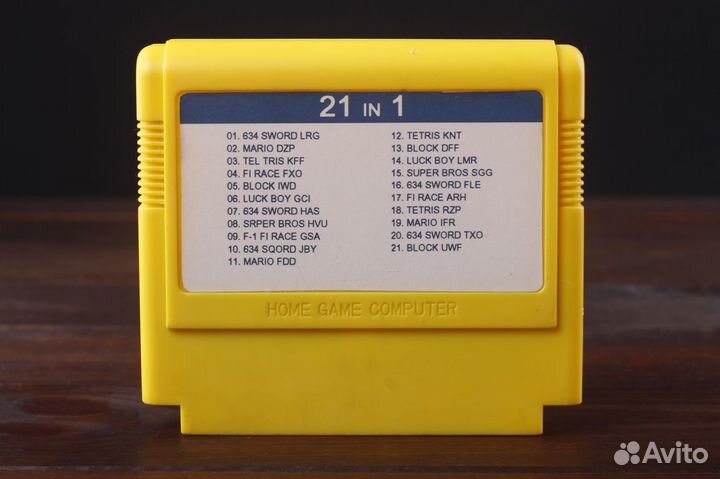 21 IN 1
01. 634 SWORD LRG
02. MARIO DZP
03. TEL TRIS KFF
04. FI RACE FXO
05. BLOCK IWD
06. LUCK BOY GCI
07. 634 SWORD HAS
08. SRPER BROS HVU
09. F-1 FI RACE GSA
10. 634 SQORD JBY
11. MARIO FDD
12. TETRIS KNT
13. BLOCK DFF
14. LUCK BOY LMR
15. SUPER BROS SGG
16. 634 SWORD FLE
17. FI RACE ARH
18. TETRIS RZP
19. MARIO IFR
20. 634 SWORD TXO
21. BLOCK UWF
HOME GAME COMPUTER
Avito